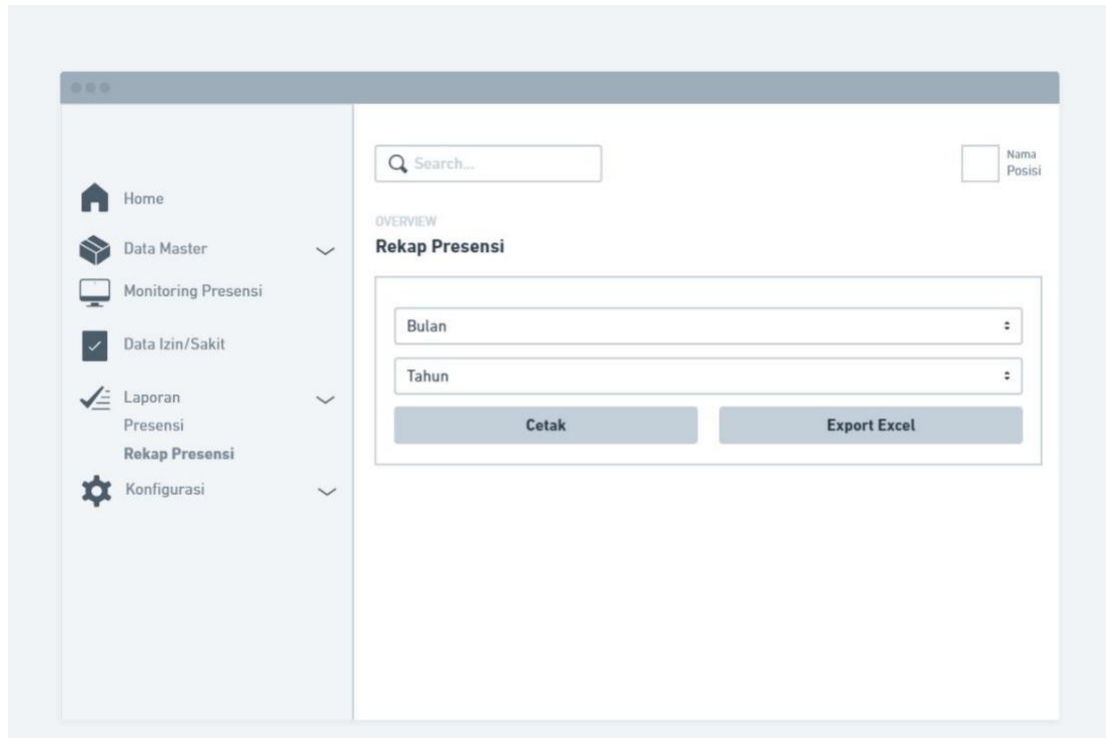 Home
Data Master
Monitoring Presensi
Data Izin/Sakit
Laporan
Presensi
Rekap Presensi
Konfigurasi
Search...
Nama
Posisi
OVERVIEW
Rekap Presensi
Bulan
Tahun
Cetak
Export Excel